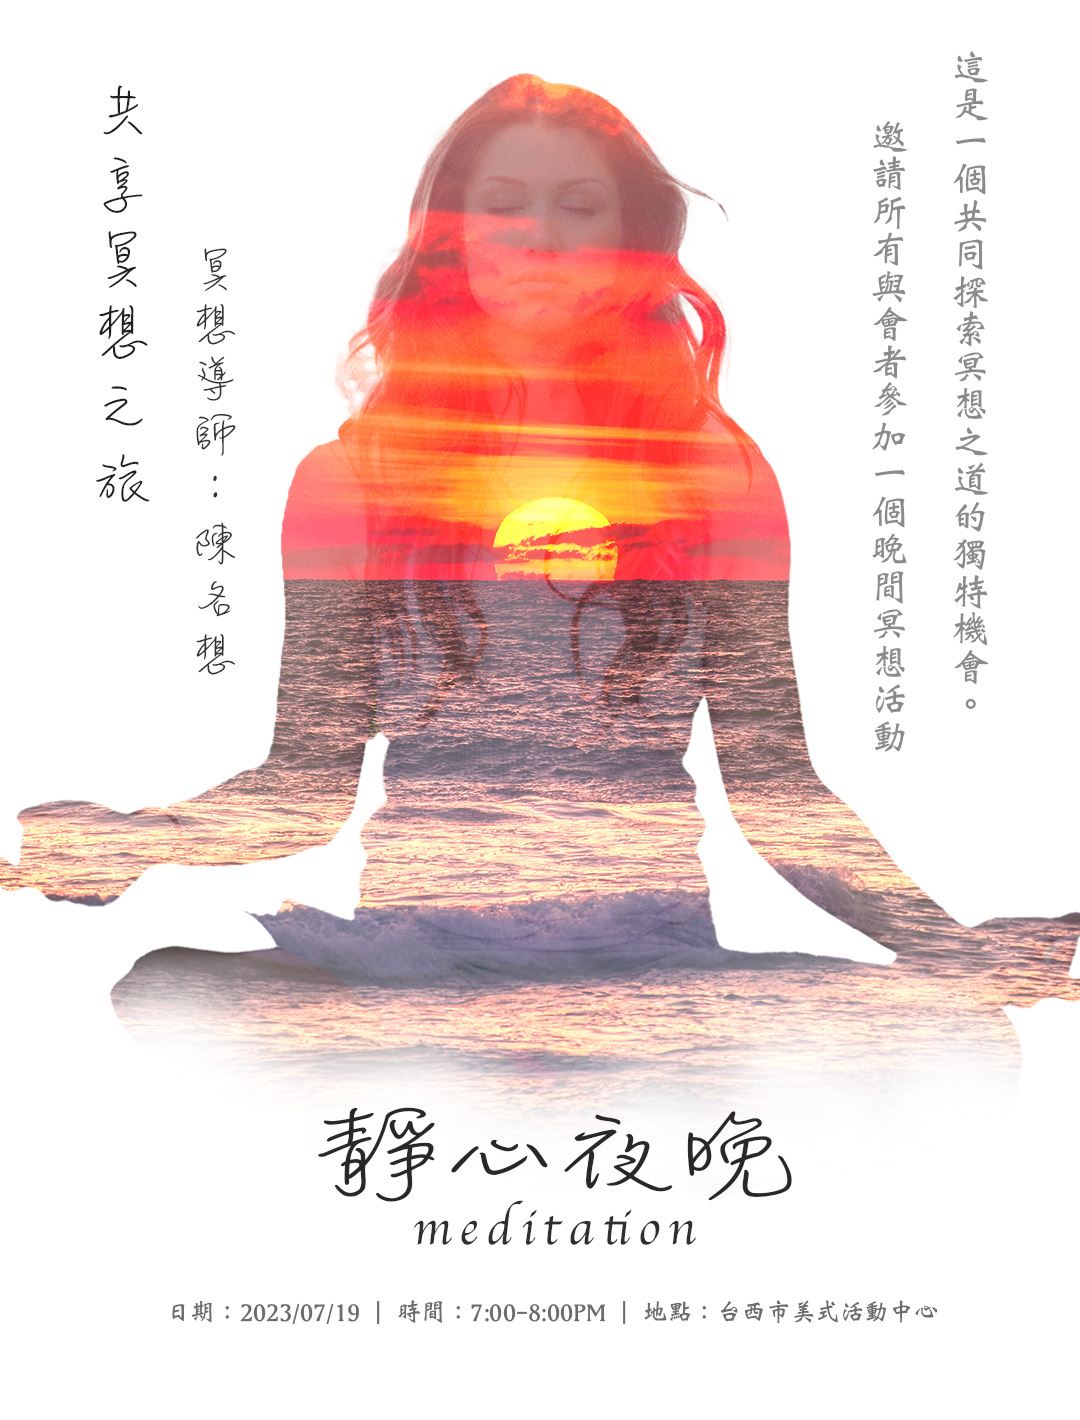 這是一個共同探索冥想之道的獨特機會。
邀請所有與會者參加一個晚間冥想活動
共享冥想之旅
冥想導師：陳名想
靜心夜晚
meditation
日期：2023/07/19 | 時間：7:00-8:00PM | 地點：台西市美式活動中心